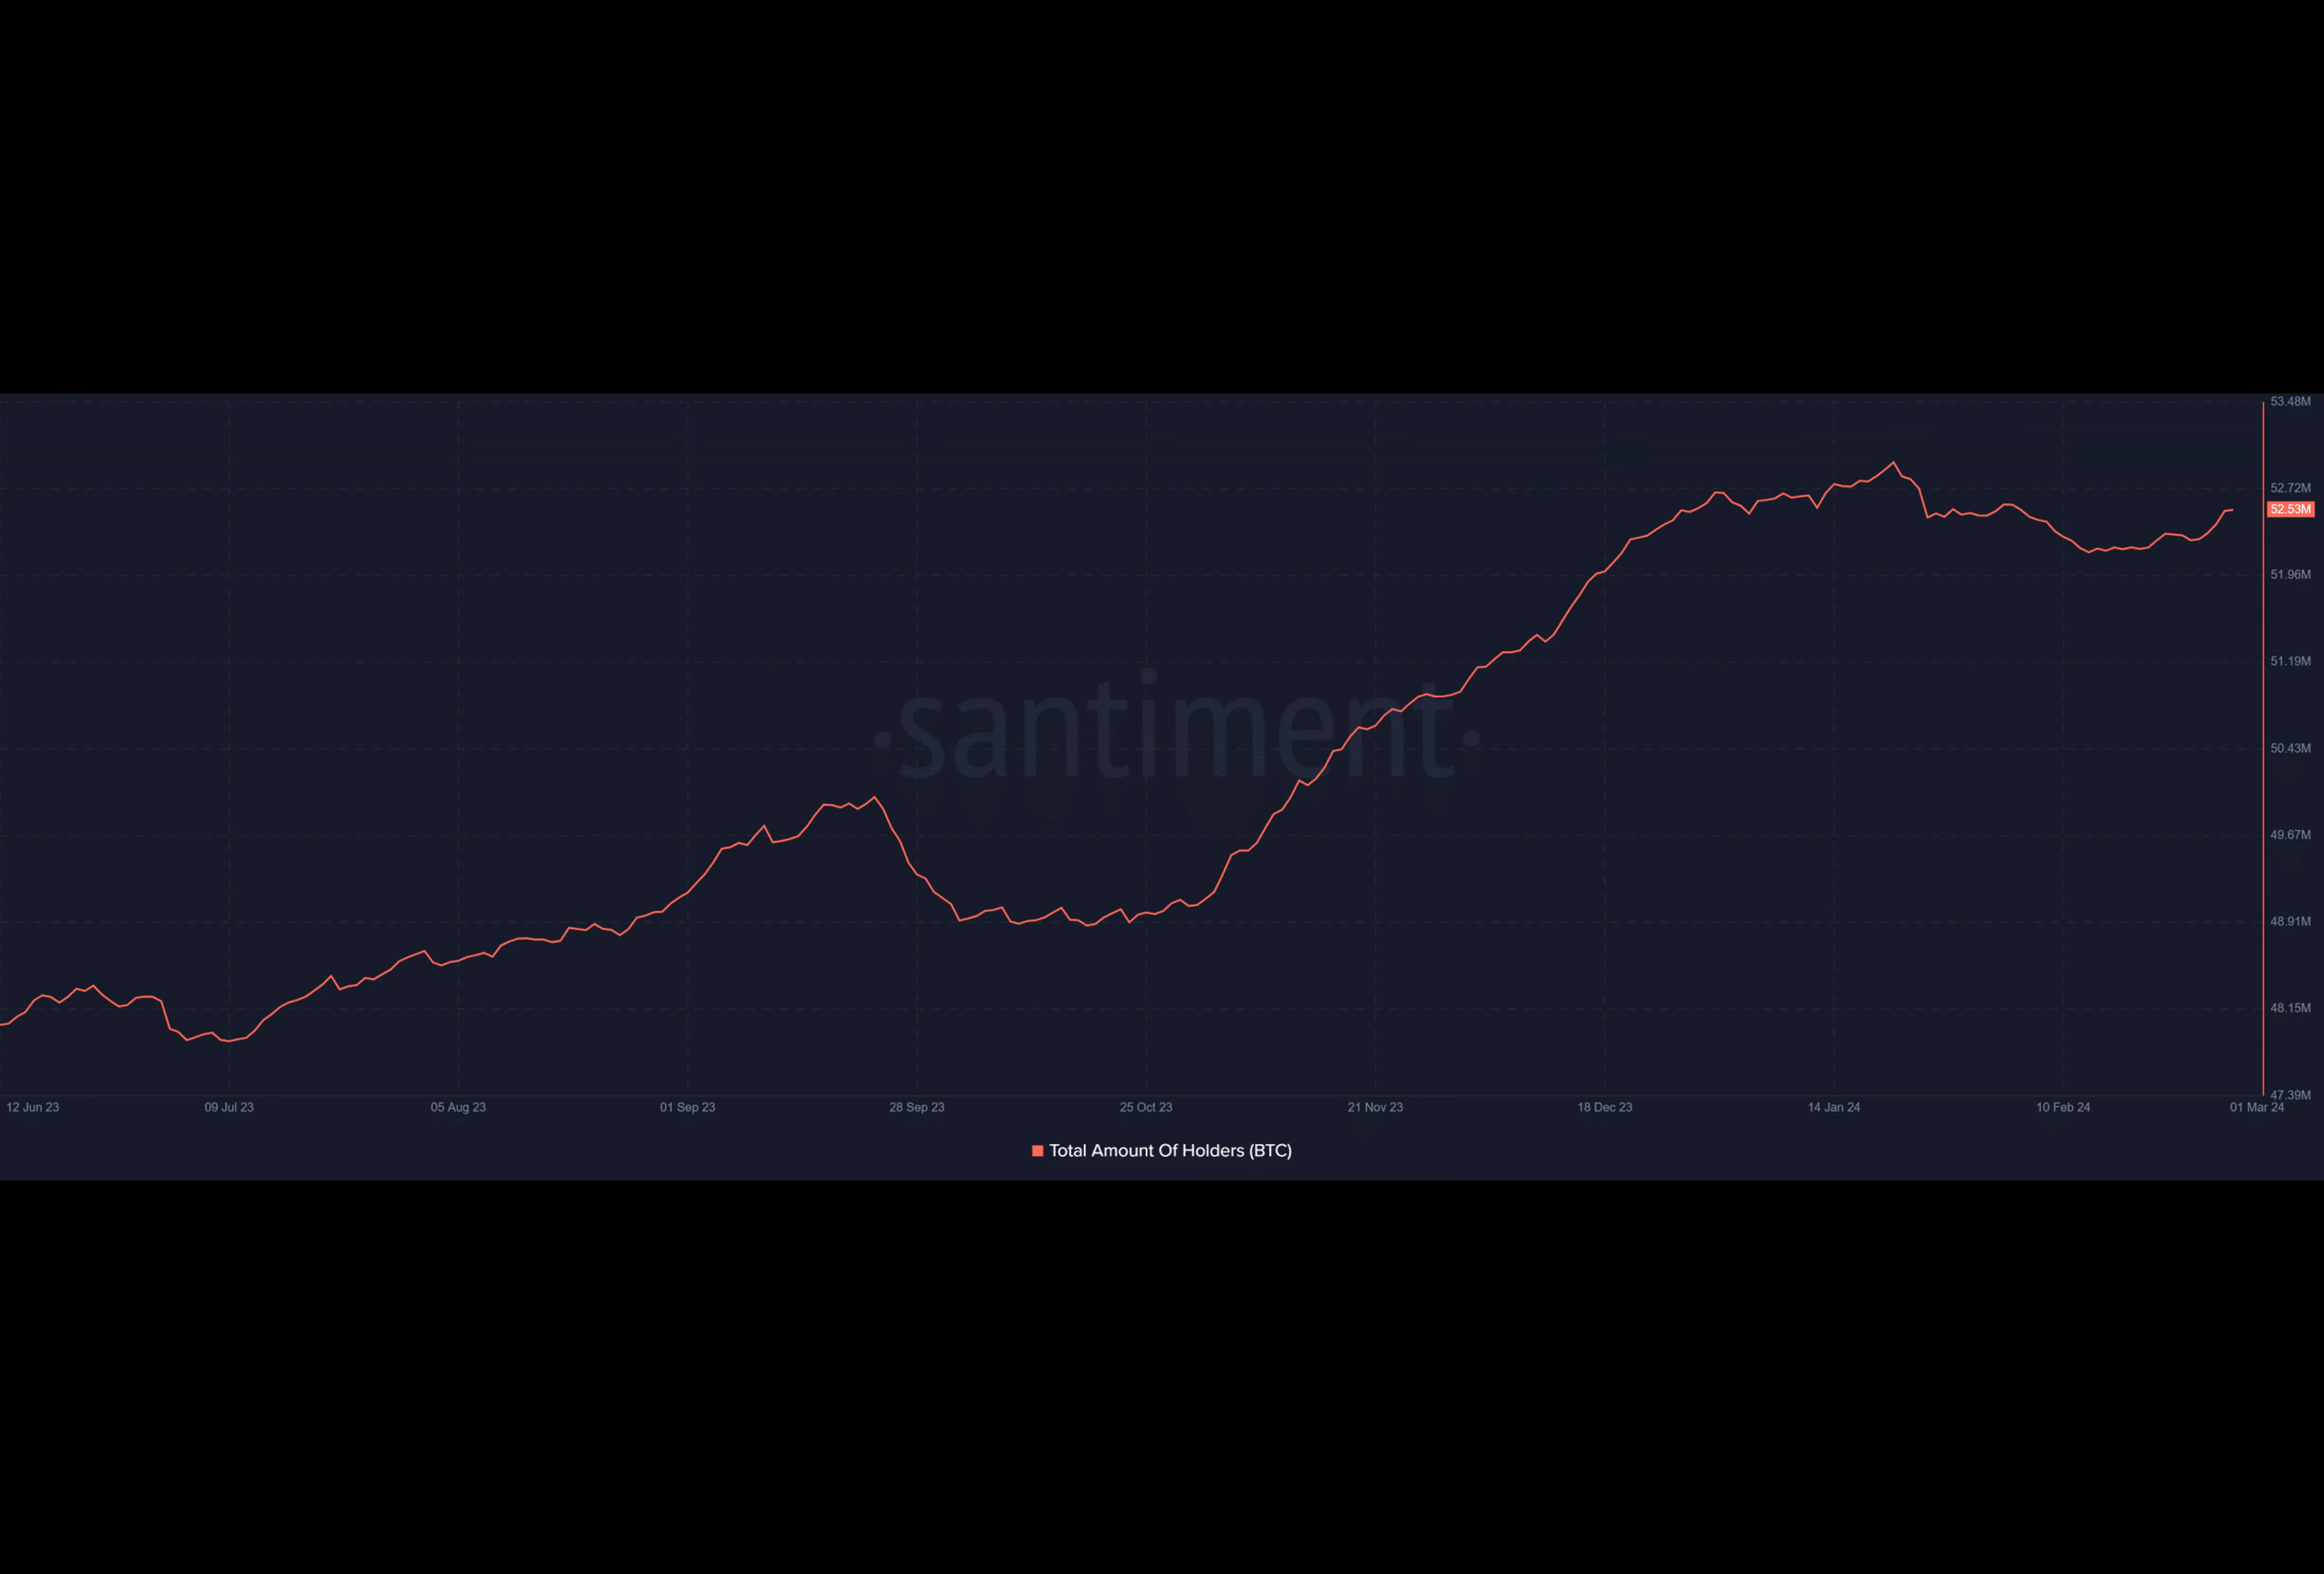 53.48M
52.72M
52.53M
51.96M
51.19M
santiment
50.43M
49.67M
48.91M
48.15M
47.39M
12 Jun 23 09 Jul 23 05 Aug 23 01 Sep 23 28 Sep 23 25 Oct 23 21 Nov 23 18 Dec 23 14 Jan 24 10 Feb 24 01 Mar 24
Total Amount Of Holders (BTC)